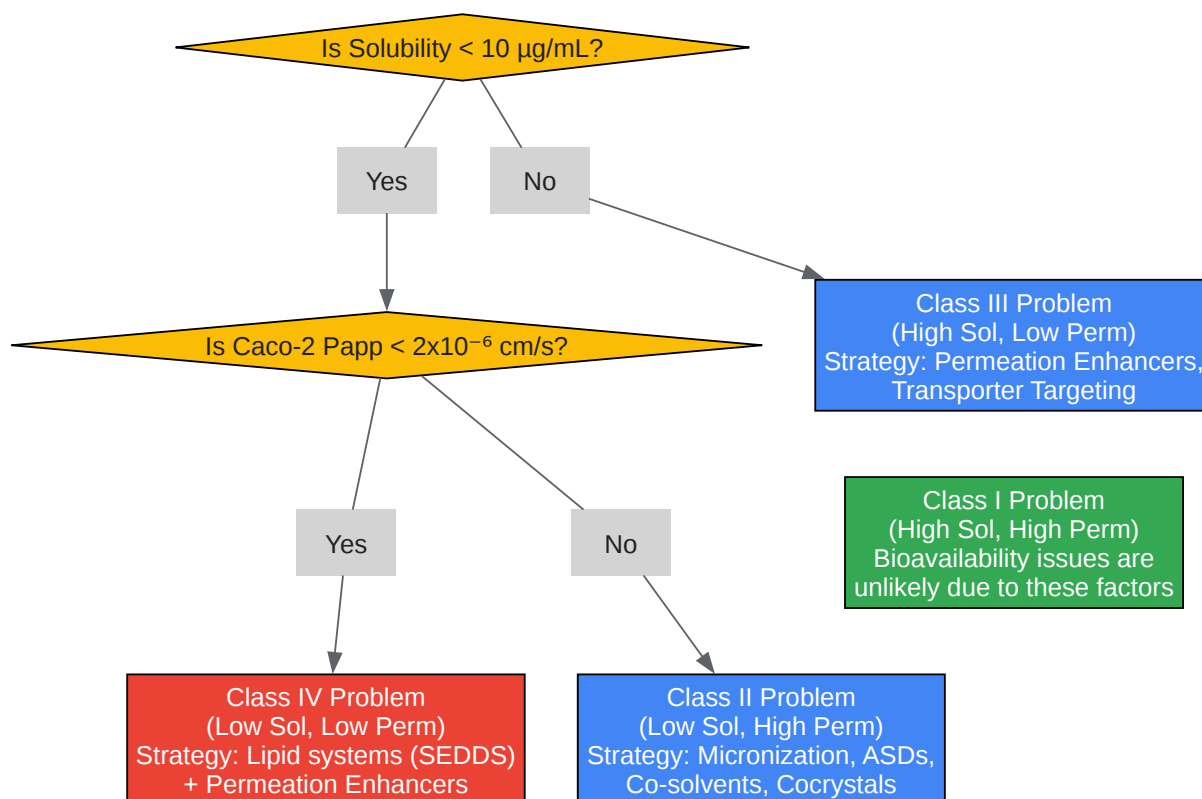 Is Solubility < 10 µg/mL?
Yes
No
Class III Problem
(High Sol, Low Perm)
Strategy: Permeation Enhancers,
Transporter Targeting
Is Caco-2 Papp < 2x10⁻⁶ cm/s?
Class I Problem
(High Sol, High Perm)
Bioavailability issues are
unlikely due to these factors
Yes
No
Class IV Problem
(Low Sol, Low Perm)
Strategy: Lipid systems (SEDDS)
+ Permeation Enhancers
Class II Problem
(Low Sol, High Perm)
Strategy: Micronization, ASDs,
Co-solvents, Cocrystals